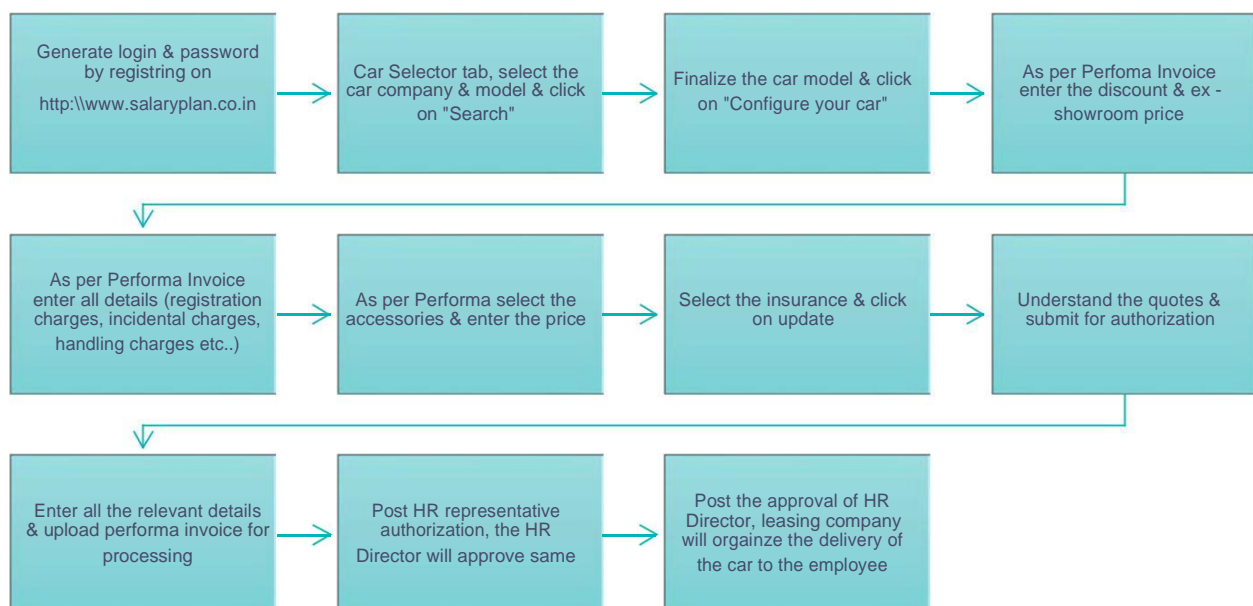 Generate login & password
by registring on
http:\\www.salaryplan.co.in
Car Selector tab, select the
car company & model & click
on "Search"
Finalize the car model & click
on "Configure your car"
As per Perfoma Invoice
enter the discount & ex -
showroom price
As per Performa Invoice
enter all details (registration
charges, incidental charges,
handling charges etc..)
As per Performa select the
accessories & enter the price
Select the insurance & click
on update
Understand the quotes &
submit for authorization
Enter all the relevant details
& upload performa invoice for
processing
Post HR representative
authorization, the HR
Director will approve same
Post the approval of HR
Director, leasing company
will orgainze the delivery of
the car to the employee